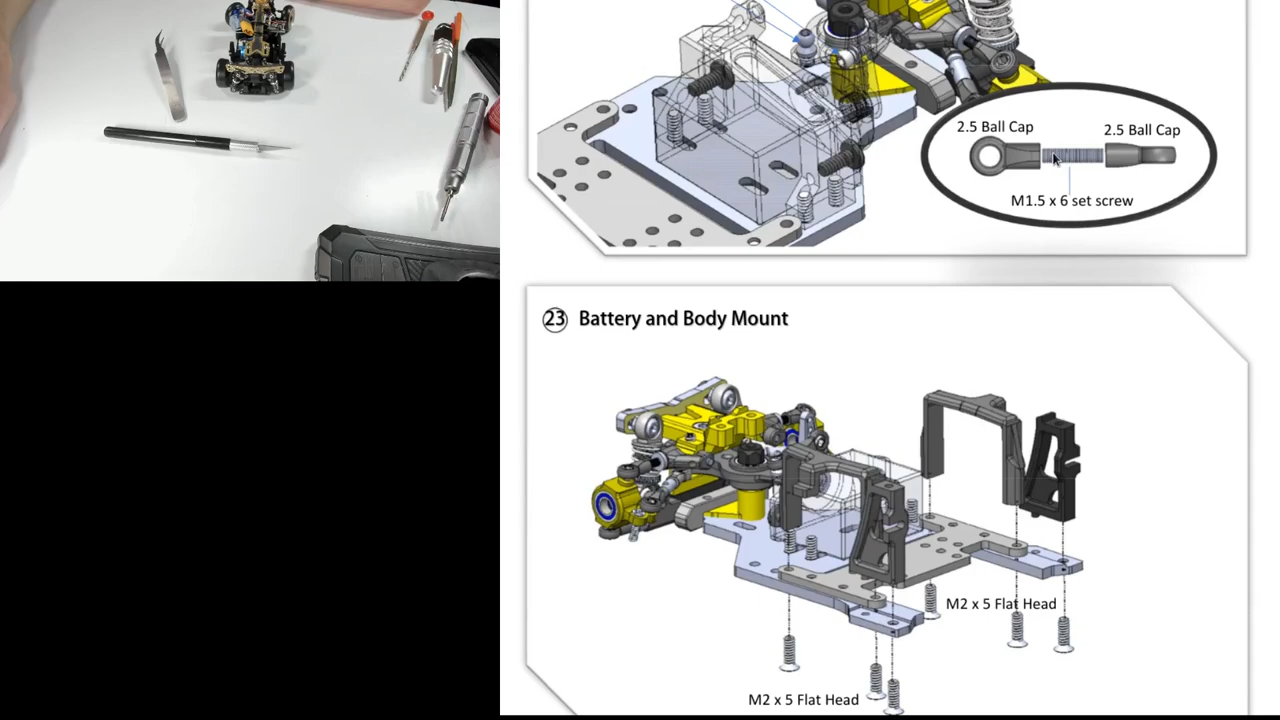 2.5 Ball Cap
2.5 Ball Cap
M1.5 x 6 set screw
23 Battery and Body Mount
M2 x 5 Flat Head
M2 x 5 Flat Head